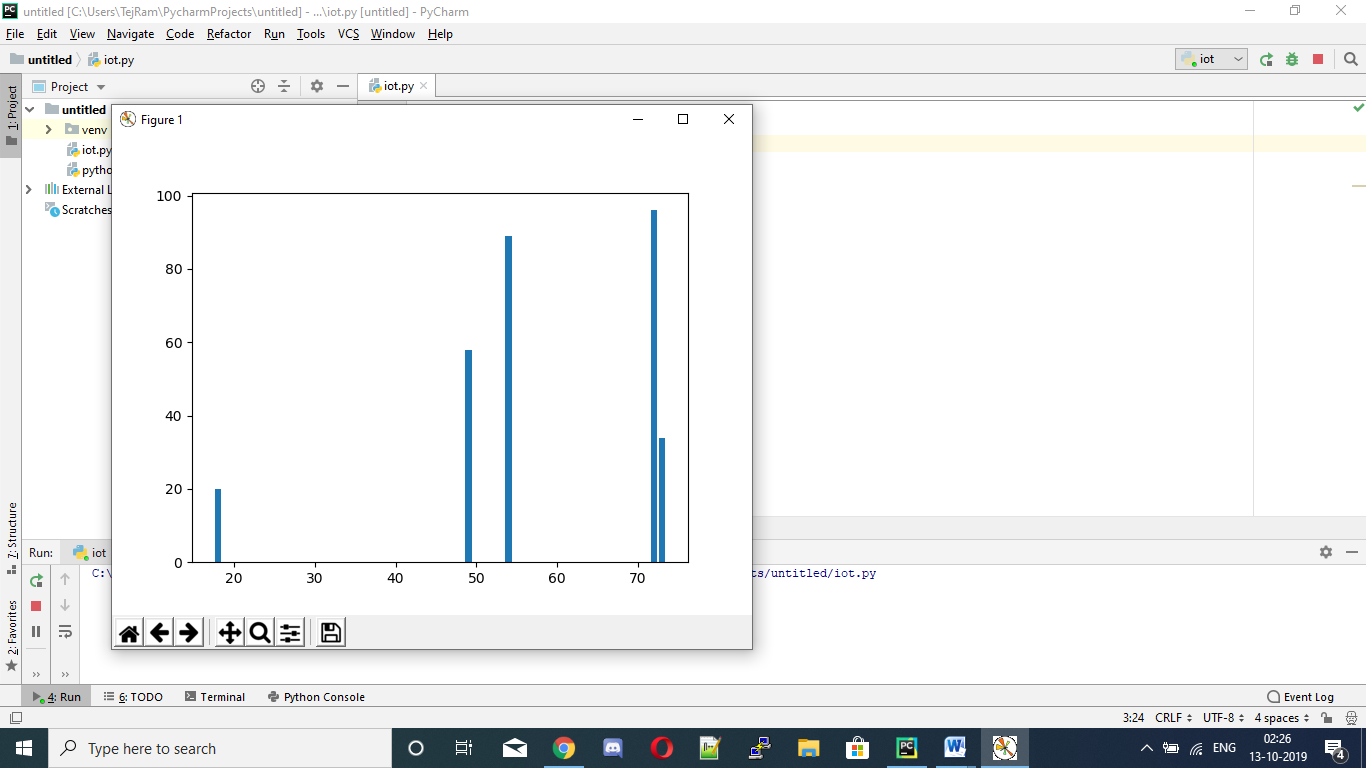 untitled [C:\Users\TejRam\PycharmProjects\untitled] - ...\iot.py [untitled] - PyCharm
File Edit View Navigate Code Refactor Run Tools VCS Window Help
untitled iot.py
iot
1: Project
Project
iot.py
untitled
venv
iot.py
pytho
External L
Scratches
Figure 1
100
80
60
40
20
0
20 30 40 50 60 70
7: Structure
2: Favorites
Run: iot
C:\
ts/untitled/iot.py
4: Run 6: TODO Terminal Python Console Event Log
3:24 CRLF UTF-8 4 spaces
Type here to search
ENG
02:26
13-10-2019
4